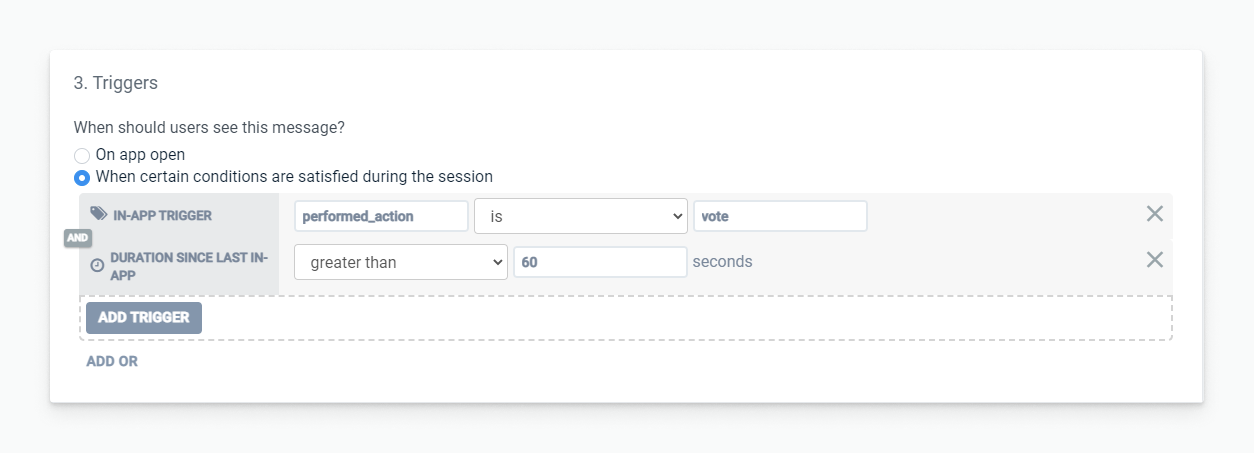 3. Triggers
When should users see this message?
On app open
When certain conditions are satisfied during the session
IN-APP TRIGGER performed_action is vote
AND
DURATION SINCE LAST IN-
APP greater than 60 seconds
ADD TRIGGER
ADD OR